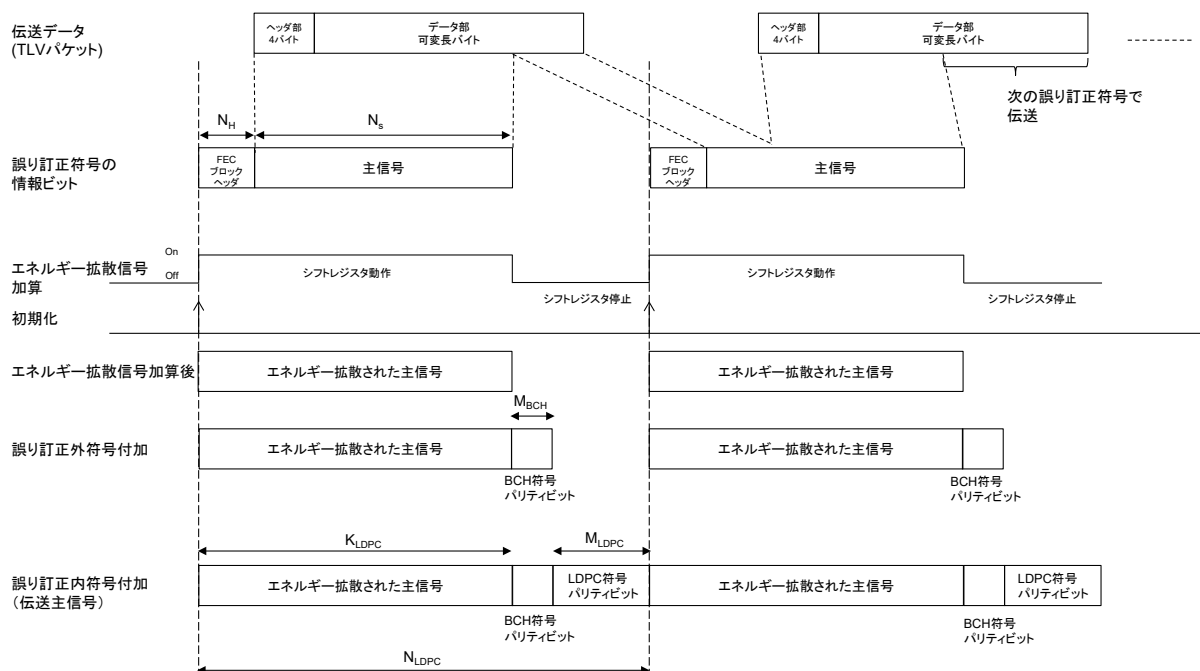 伝送データ
(TLVパケット)
ヘッダ部
4バイト
データ部
可変長バイト
ヘッダ部
4バイト
データ部
可変長バイト
次の誤り訂正符号で
伝送
NH
Ns
誤り訂正符号の
情報ビット
FEC
ブロック
ヘッダ
主信号
FEC
ブロック
ヘッダ
主信号
エネルギー拡散信号
加算
On
Off
シフトレジスタ動作
シフトレジスタ停止
シフトレジスタ動作
シフトレジスタ停止
初期化
エネルギー拡散信号加算後
エネルギー拡散された主信号
エネルギー拡散された主信号
MBCH
誤り訂正外符号付加
エネルギー拡散された主信号
BCH符号
パリティビット
エネルギー拡散された主信号
BCH符号
パリティビット
KLDPC
MLDPC
誤り訂正内符号付加
(伝送主信号)
エネルギー拡散された主信号
LDPC符号
パリティビット
エネルギー拡散された主信号
LDPC符号
パリティビット
BCH符号
パリティビット
BCH符号
パリティビット
NLDPC